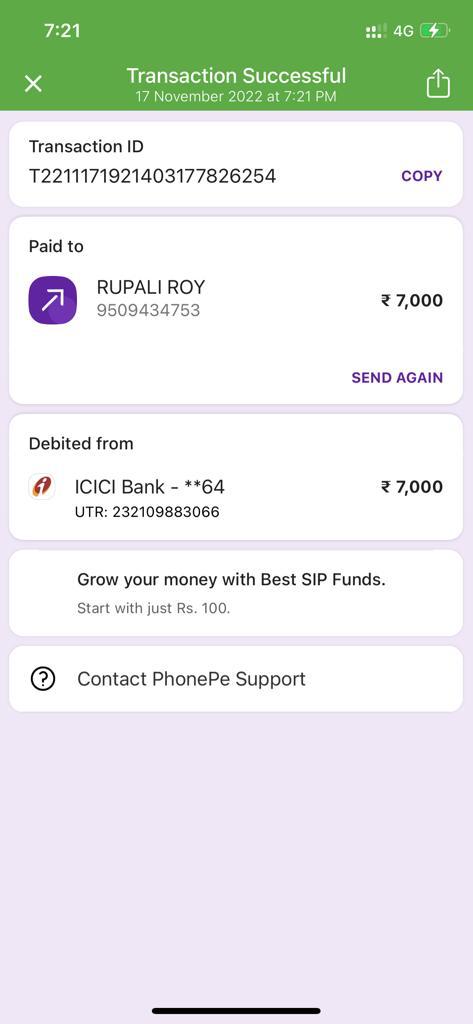 7:21
4G
Transaction Successful
17 November 2022 at 7:21 PM
Transaction ID
T2211171921403177826254
COPY
Paid to
RUPALI ROY
₹ 7,000
9509434753
SEND AGAIN
Debited from
ICICI Bank - **64
₹ 7,000
UTR: 232109883066
Grow your money with Best SIP Funds.
Start with just Rs. 100.
Contact PhonePe Support